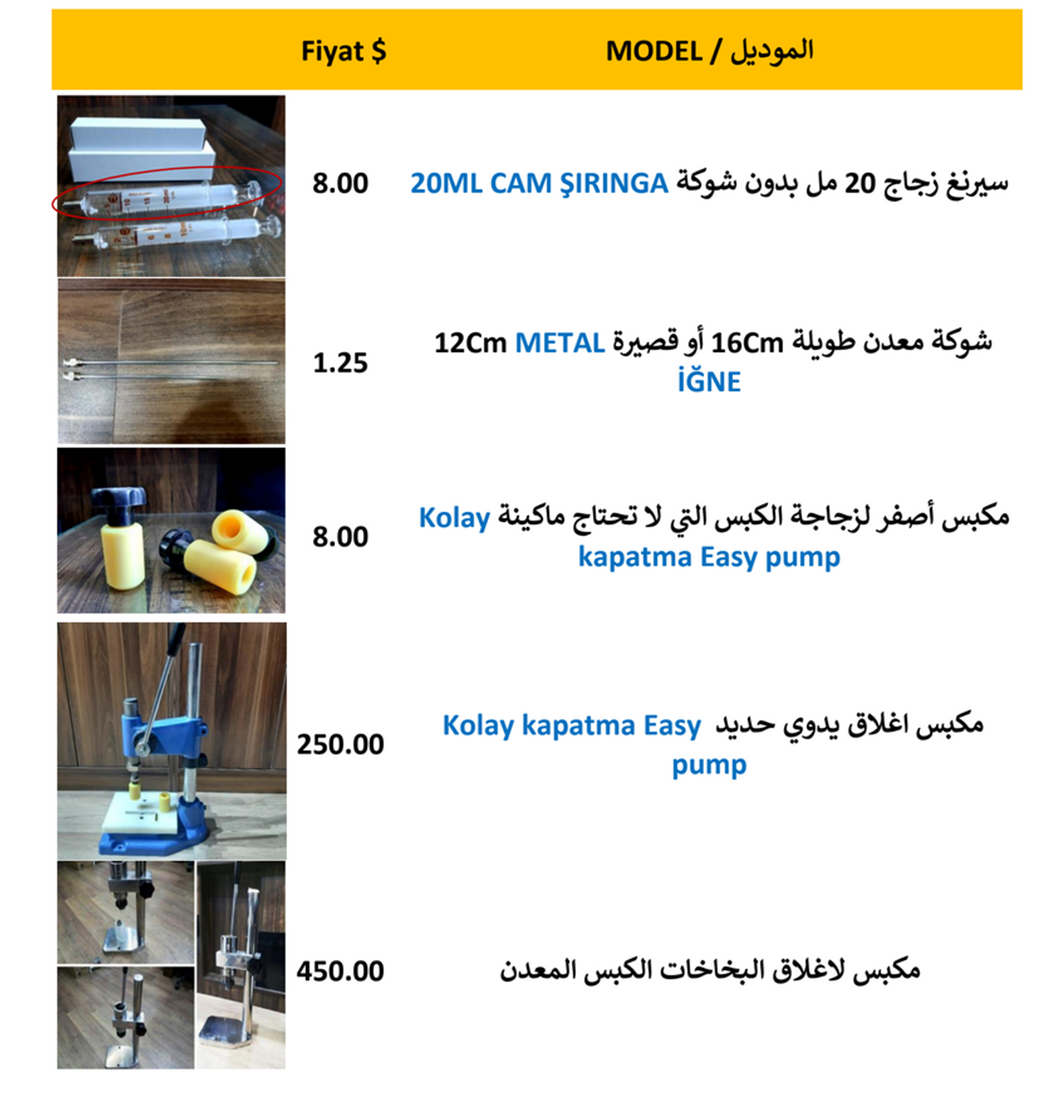 الموديل / MODEL
Fiyat $
سيرنغ زجاج 20 مل بدون شوكة 20ML CAM ŞIRINGA
8.00
شوكة معدن طويلة 16Cm أو قصيرة 12Cm METAL
İĞNE
1.25
مكبس أصفر لزجاجة الكبس التي لا تحتاج ماكينة Kolay
kapatma Easy pump
8.00
مكبس اغلاق يدوي حديد Kolay kapatma Easy
pump
250.00
مكبس لاغلاق البخاخات الكبس المعدن
450.00